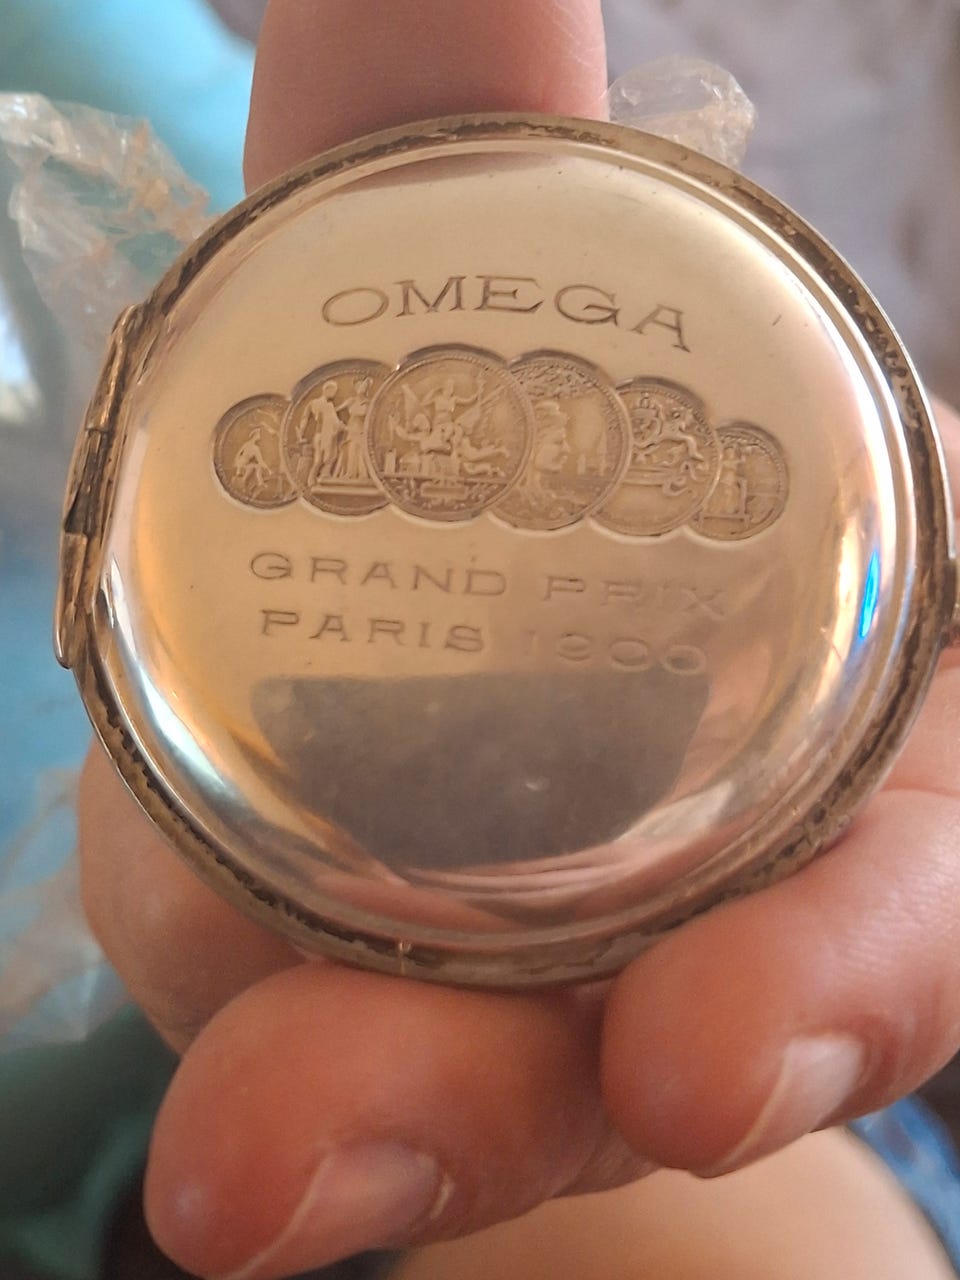 OMEGA
GRAND PRIX
PARIS 1900